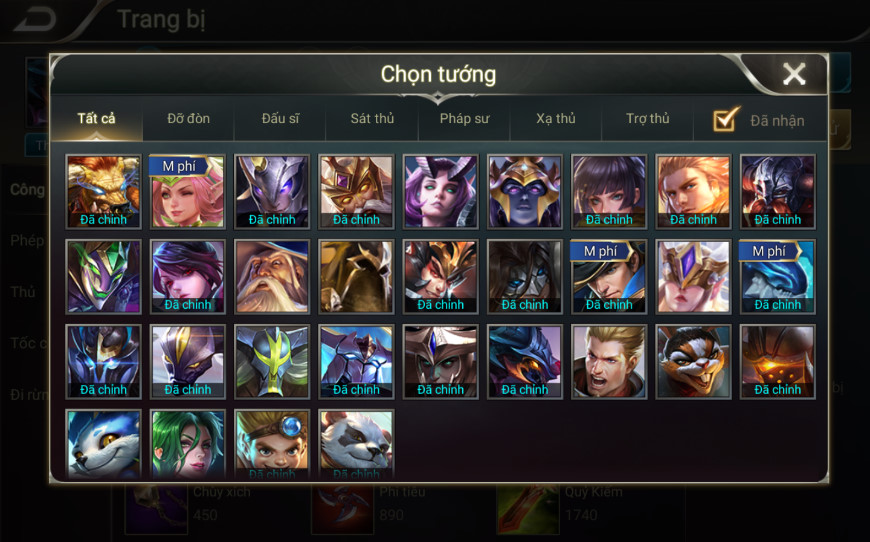 Trang bị
Chọn tướng
Tất cả Đỡ đòn Đấu sĩ Sát thủ Pháp sư Xạ thủ Trợ thủ Đã nhận
M phí
Công
Đã chỉnh Đã chỉnh Đã chỉnh Đã chỉnh Đã chỉnh Đã chỉnh
Phép
M phí M phí
Thủ
Đã chỉnh Đã chỉnh Đã chỉnh Đã chỉnh Đã chỉnh
Tốc
Đã chỉnh Đã chỉnh Đã chỉnh Đã chỉnh Đã chỉnh Đã chỉnh
Đi rừn
bị
Đã chỉnh Đã chỉnh
Chùy xích Phi tiêu Quỷ Kiếm
450 890 1740